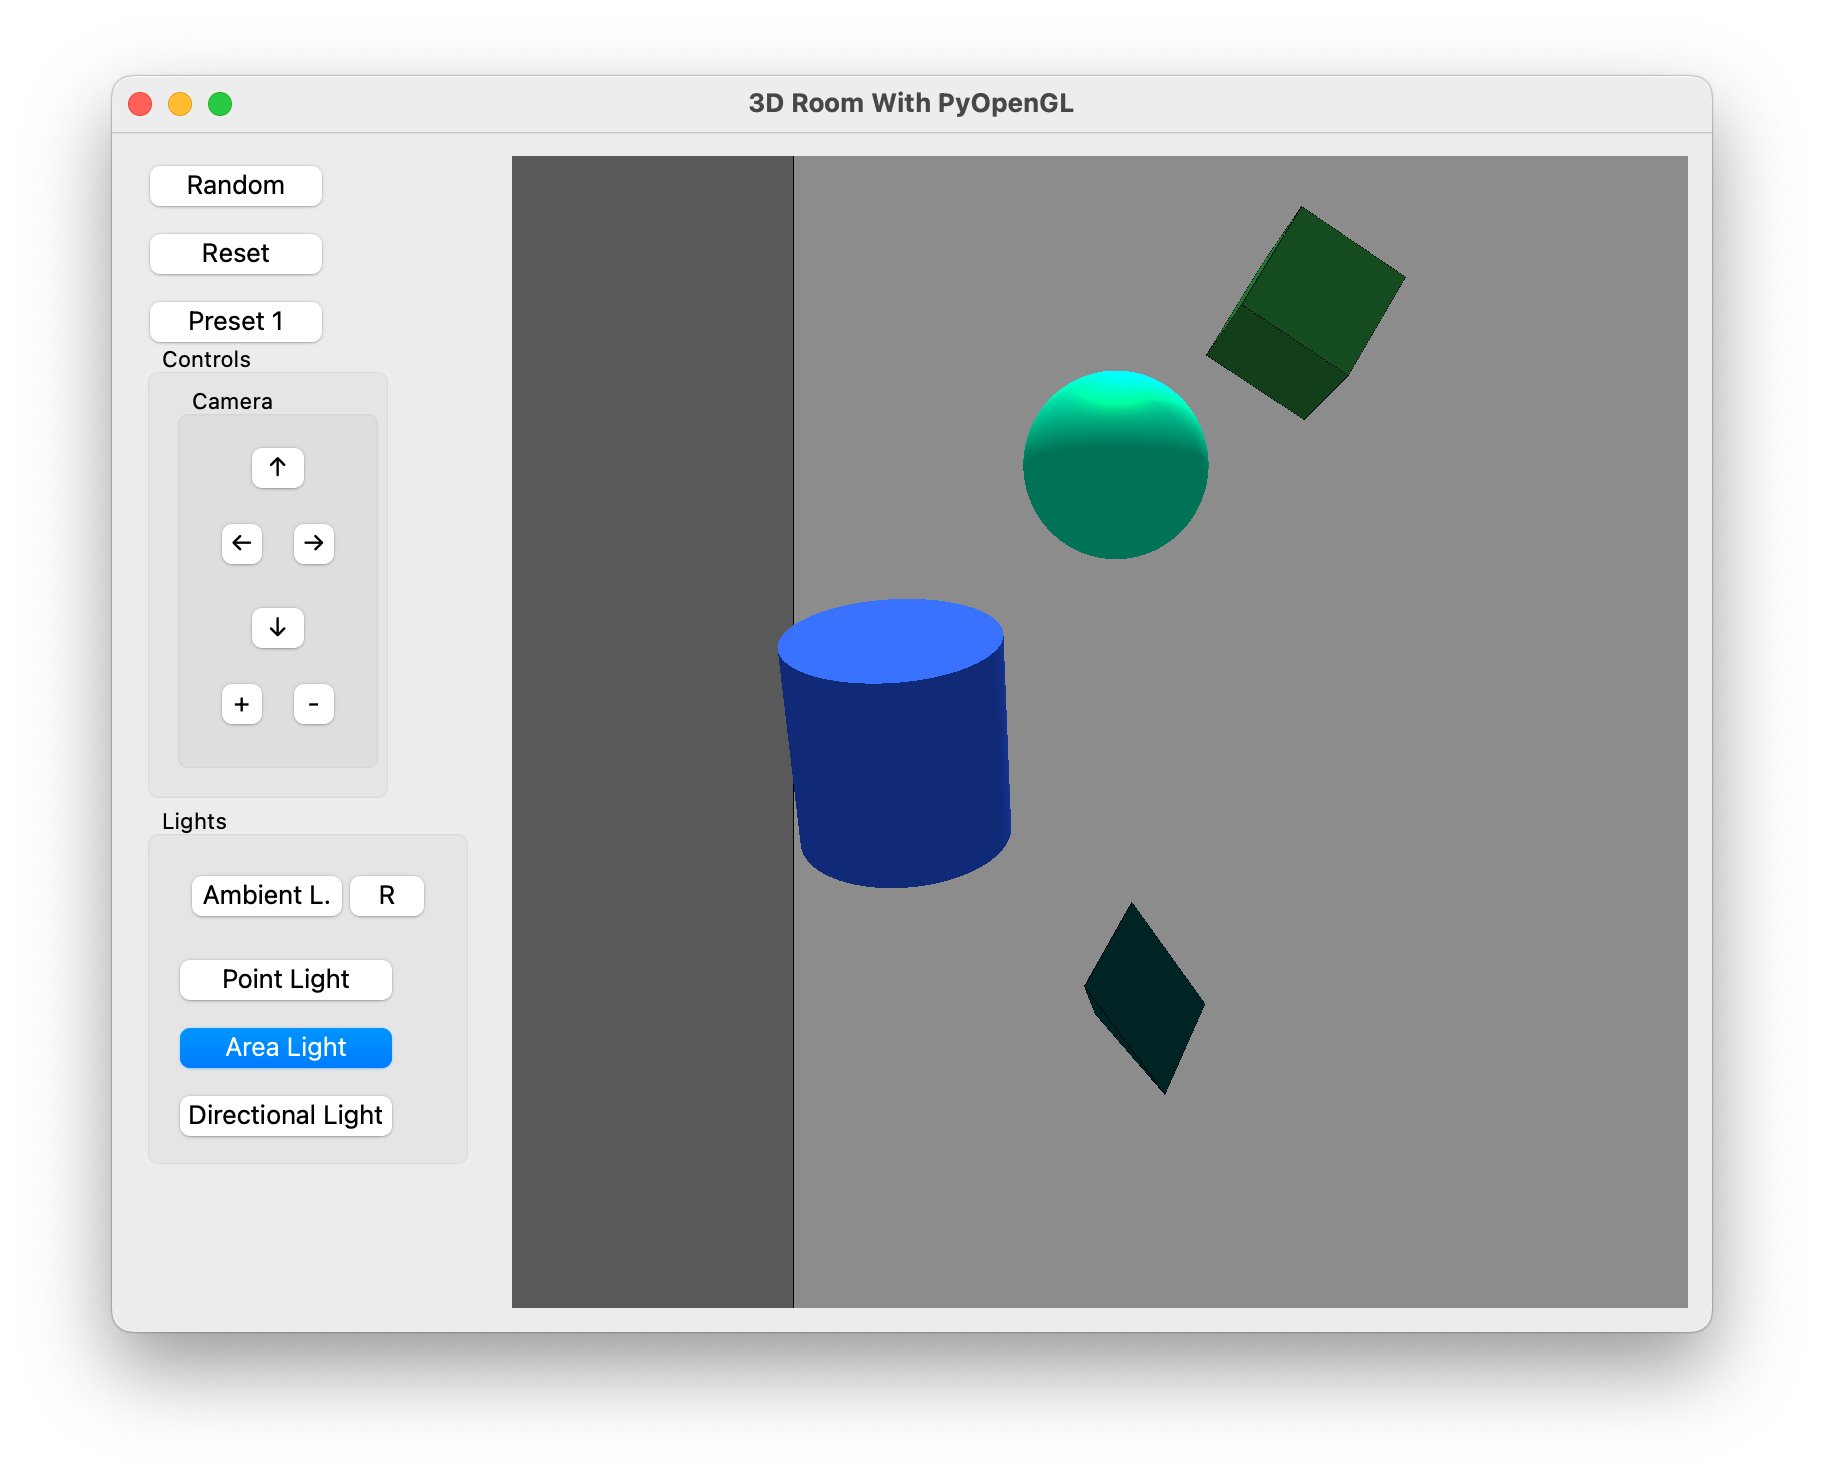 3D Room With PyOpenGL
Random
Reset
Preset 1
Controls
Camera
↑
← →
↓
+ -
Lights
Ambient L. R
Point Light
Area Light
Directional Light